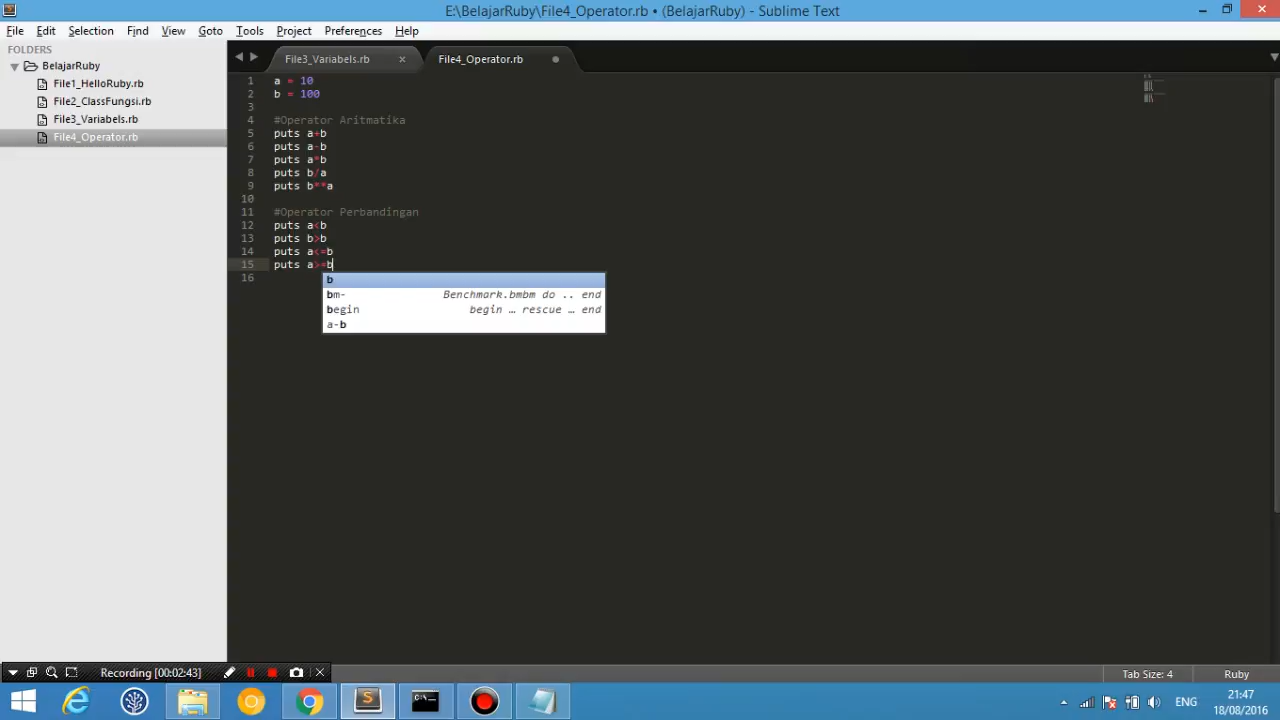 E:\BelajarRuby\File4_Operator.rb • (BelajarRuby) - Sublime Text
File Edit Selection Find View Goto Tools Project Preferences Help
FOLDERS
BelajarRuby
File1_HelloRuby.rb
File2_ClassFungsi.rb
File3_Variabels.rb
File4_Operator.rb
File3_Variabels.rb
File4_Operator.rb
1 a = 10
2 b = 100
3
4 #Operator Aritmatika
5 puts a+b
6 puts a-b
7 puts a*b
8 puts b/a
9 puts b**a
10
11 #Operator Perbandingan
12 puts a<b
13 puts b>b
14 puts a<=b
15 puts a>=b
16
b
bm- Benchmark.bmbm do .. end
begin begin … rescue … end
a-b
Recording [00:02:43]
Tab Size: 4 Ruby
ENG
21:47
18/08/2016